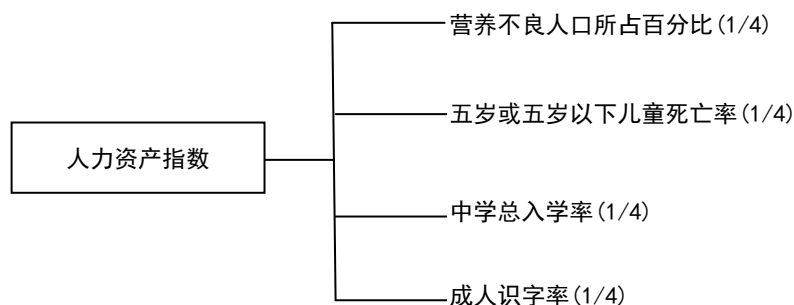 营养不良人口所占百分比(1/4)
五岁或五岁以下儿童死亡率(1/4)
人力资产指数
中学总入学率(1/4)
成人识字率(1/4)